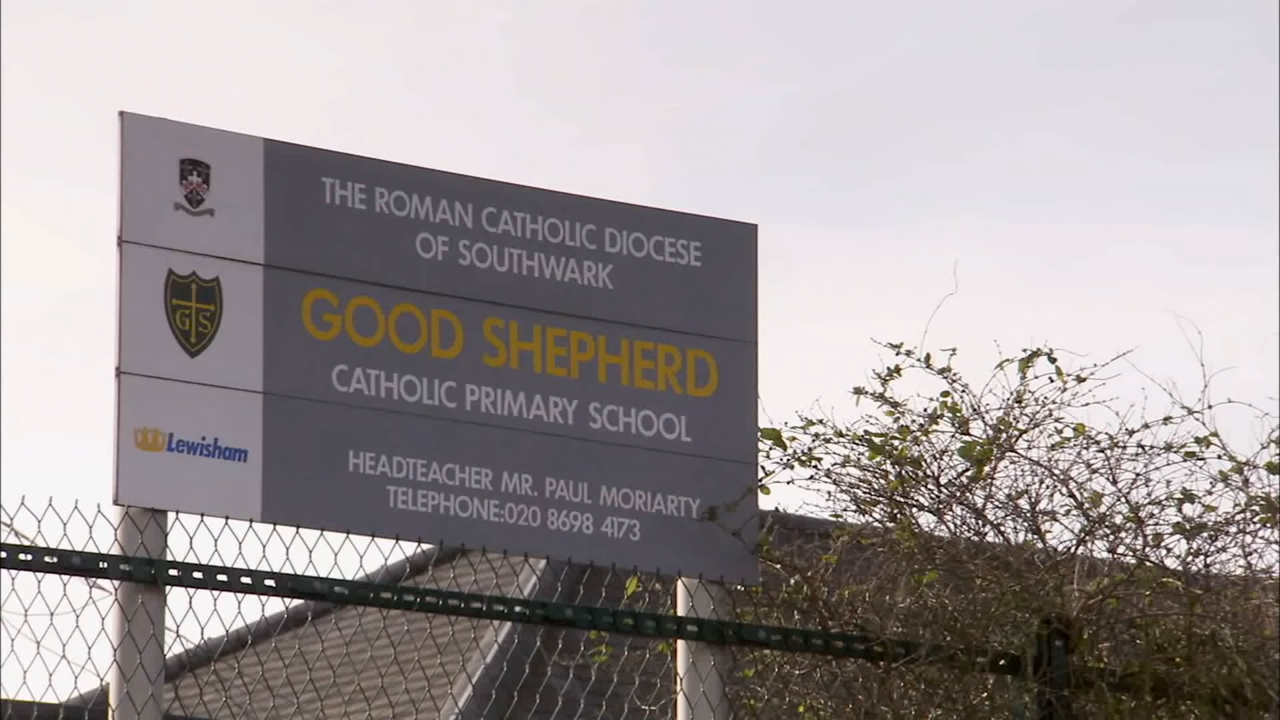 THE ROMAN CATHOLIC DIOCESE
OF SOUTHWARK
GS
GOOD SHEPHERD
CATHOLIC PRIMARY SCHOOL
Lewisham
HEADTEACHER MR. PAUL MORIARTY
TELEPHONE:020 8698 4173